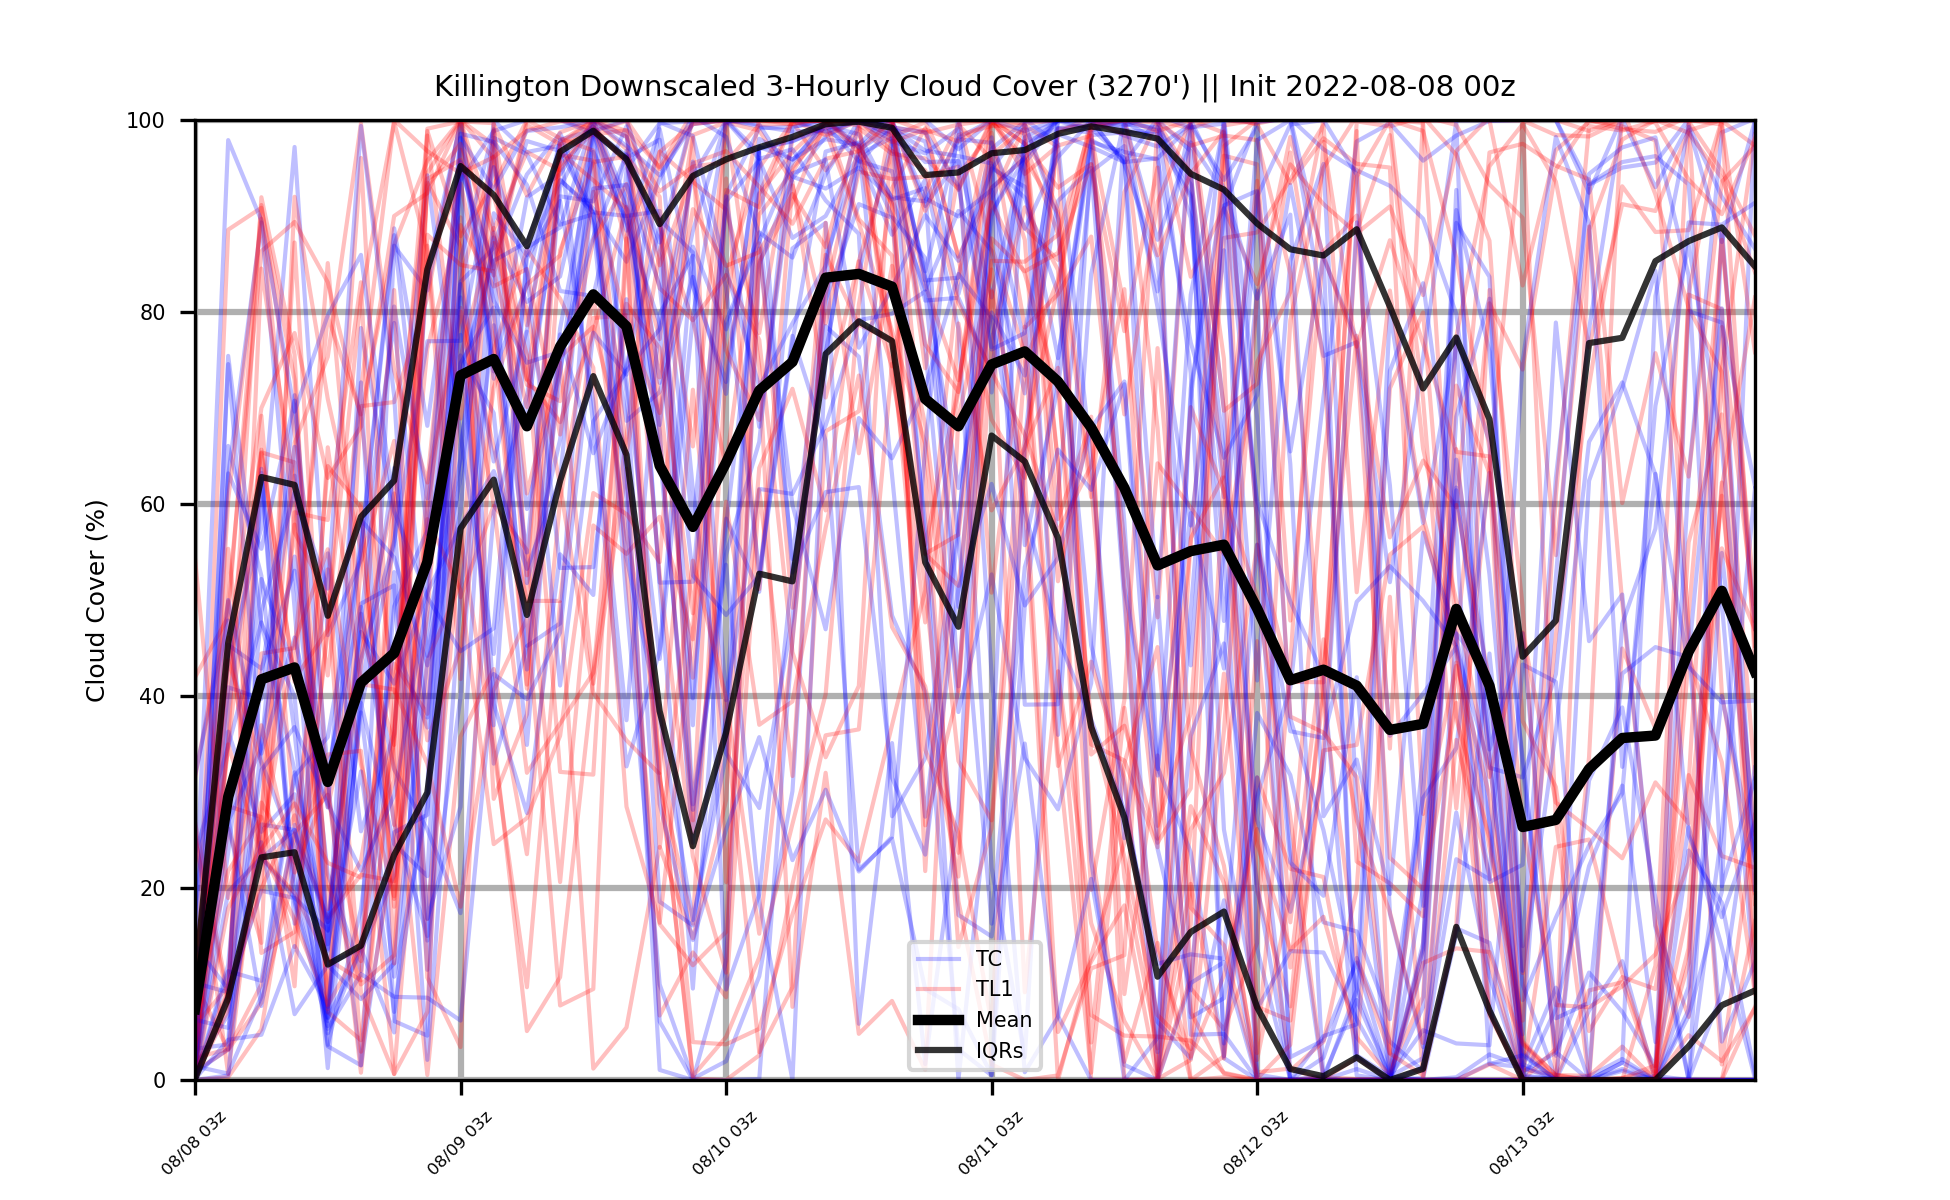 Killington Downscaled 3-Hourly Cloud Cover (3270') || Init 2022-08-08 00z
100
80
60
40
20
0
Cloud Cover (%)
TC
TL1
Mean
IQRs
08/08 03z
08/09 03z
08/10 03z
08/11 03z
08/12 03z
08/13 03z